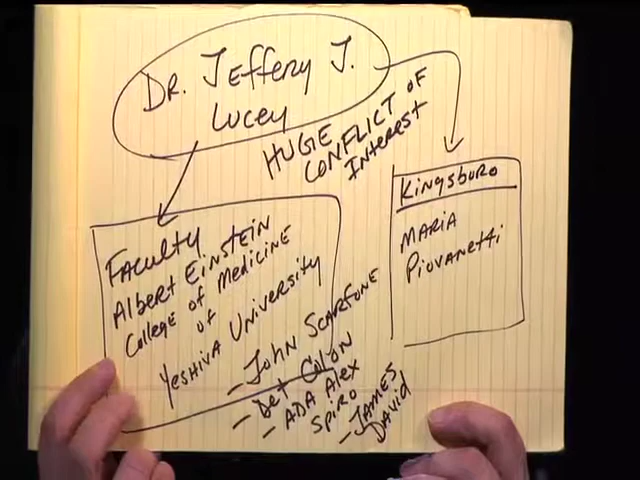 DR. Jeffery J.
Lucey
HUGE
CONFLICT OF
Interest
Kingsboro
MARIA
Piovanetti
FACulty
Albert Einstein
College of Medicine
of
Yeshiva University
- John Scarfone
- Det Colon
- ADA Alex
Spiro
- JAMES
DAVID